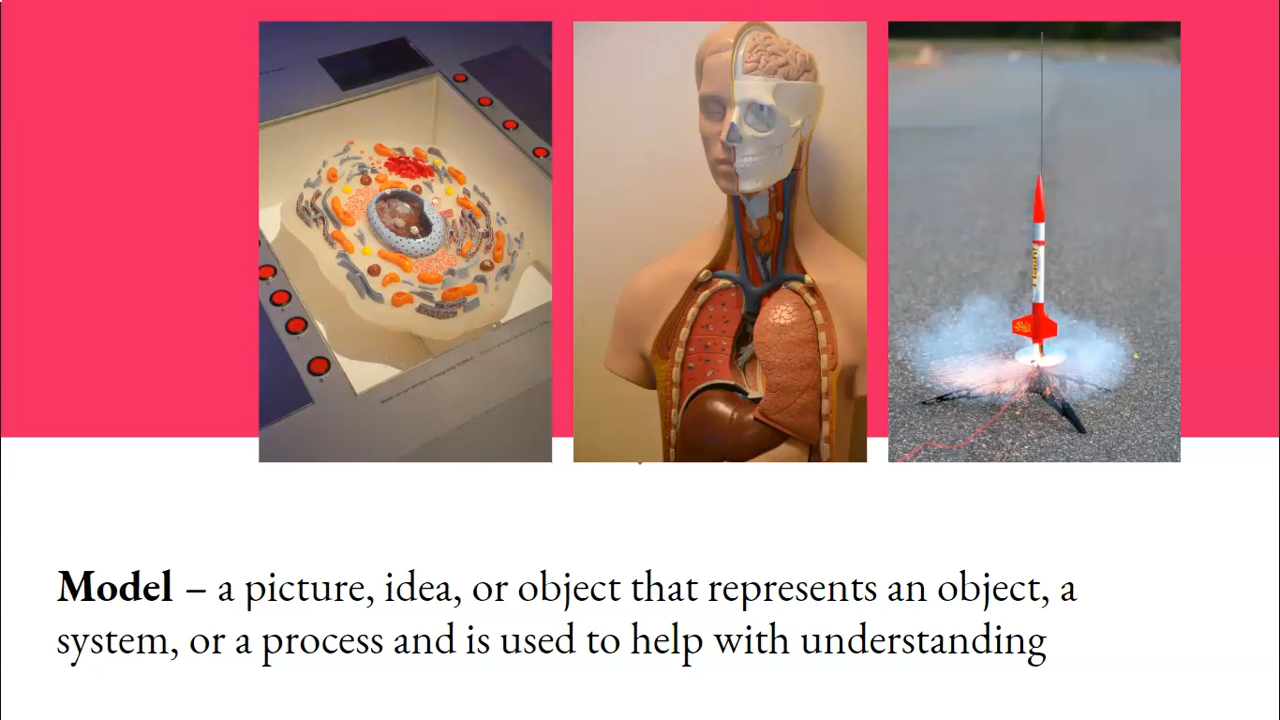 Model – a picture, idea, or object that represents an object, a
system, or a process and is used to help with understanding